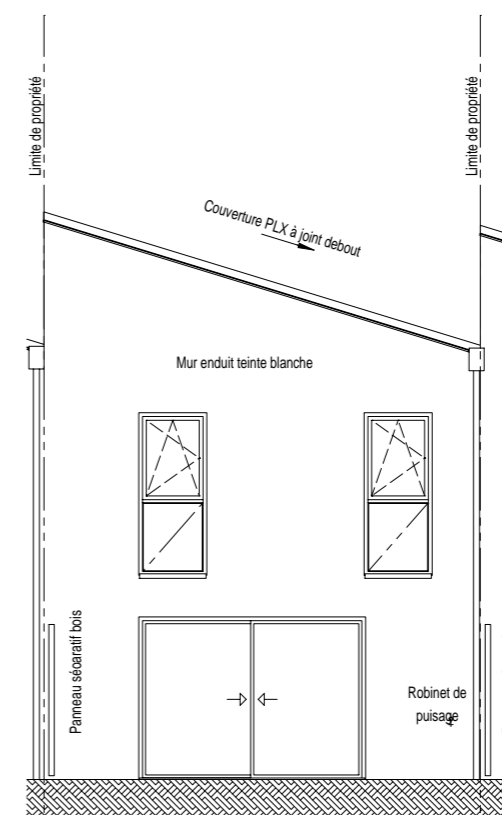 Limite de propriété
Limite de propriété
Couverture PLX à joint debout
Mur enduit teinte blanche
Panneau séparatif bois
Robinet de
puisage